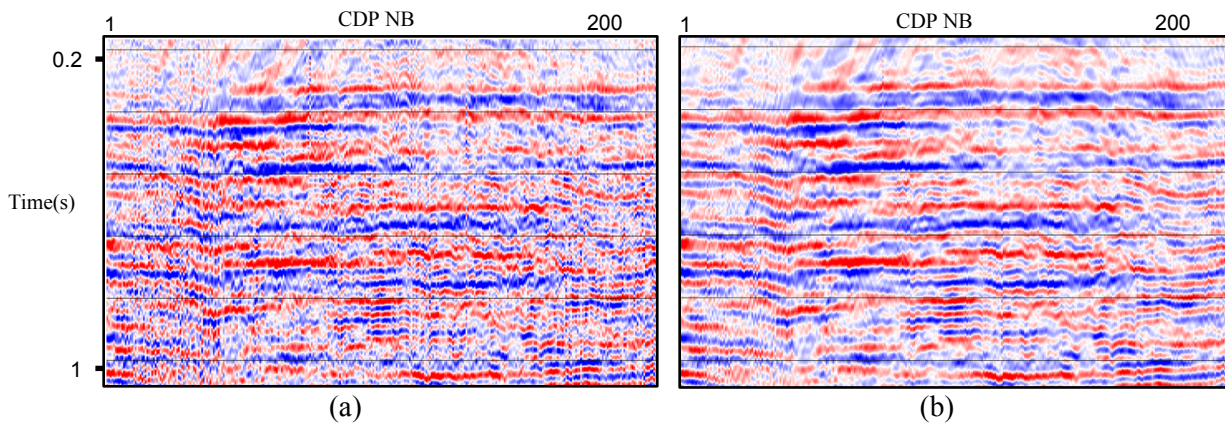 1 CDP NB 200 1 CDP NB 200
0.2
Time(s)
1
(a) (b)